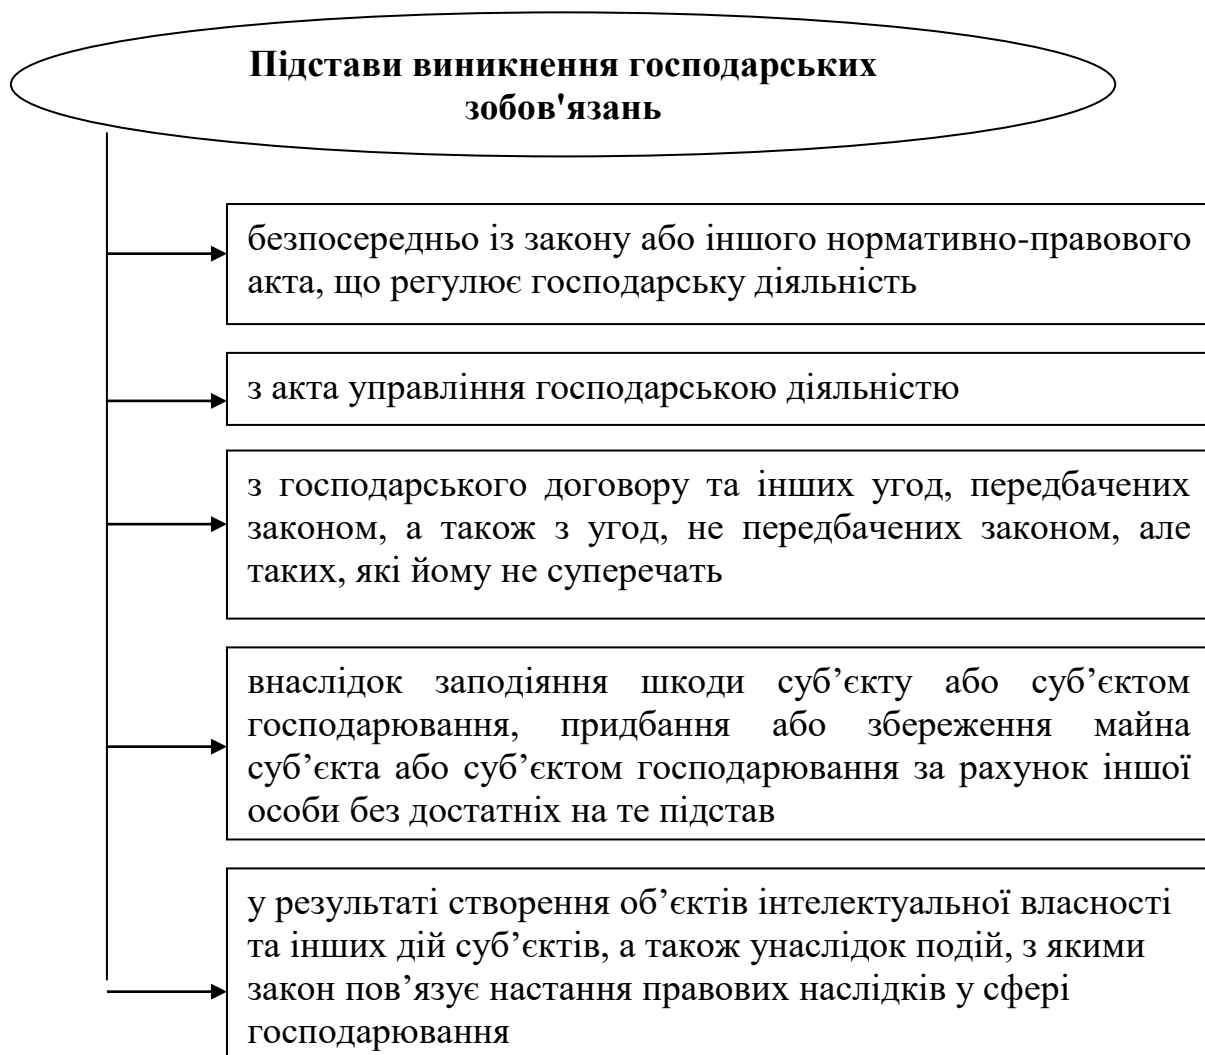 Підстави виникнення господарських
зобов'язань
безпосередньо із закону або іншого нормативно-правового
акта, що регулює господарську діяльність
з акта управління господарською діяльністю
з господарського договору та інших угод, передбачених
законом, а також з угод, не передбачених законом, але
таких, які йому не суперечать
внаслідок заподіяння шкоди суб’єкту або суб’єктом
господарювання, придбання або збереження майна
суб’єкта або суб’єктом господарювання за рахунок іншої
особи без достатніх на те підстав
у результаті створення об’єктів інтелектуальної власності
та інших дій суб’єктів, а також унаслідок подій, з якими
закон пов’язує настання правових наслідків у сфері
господарювання